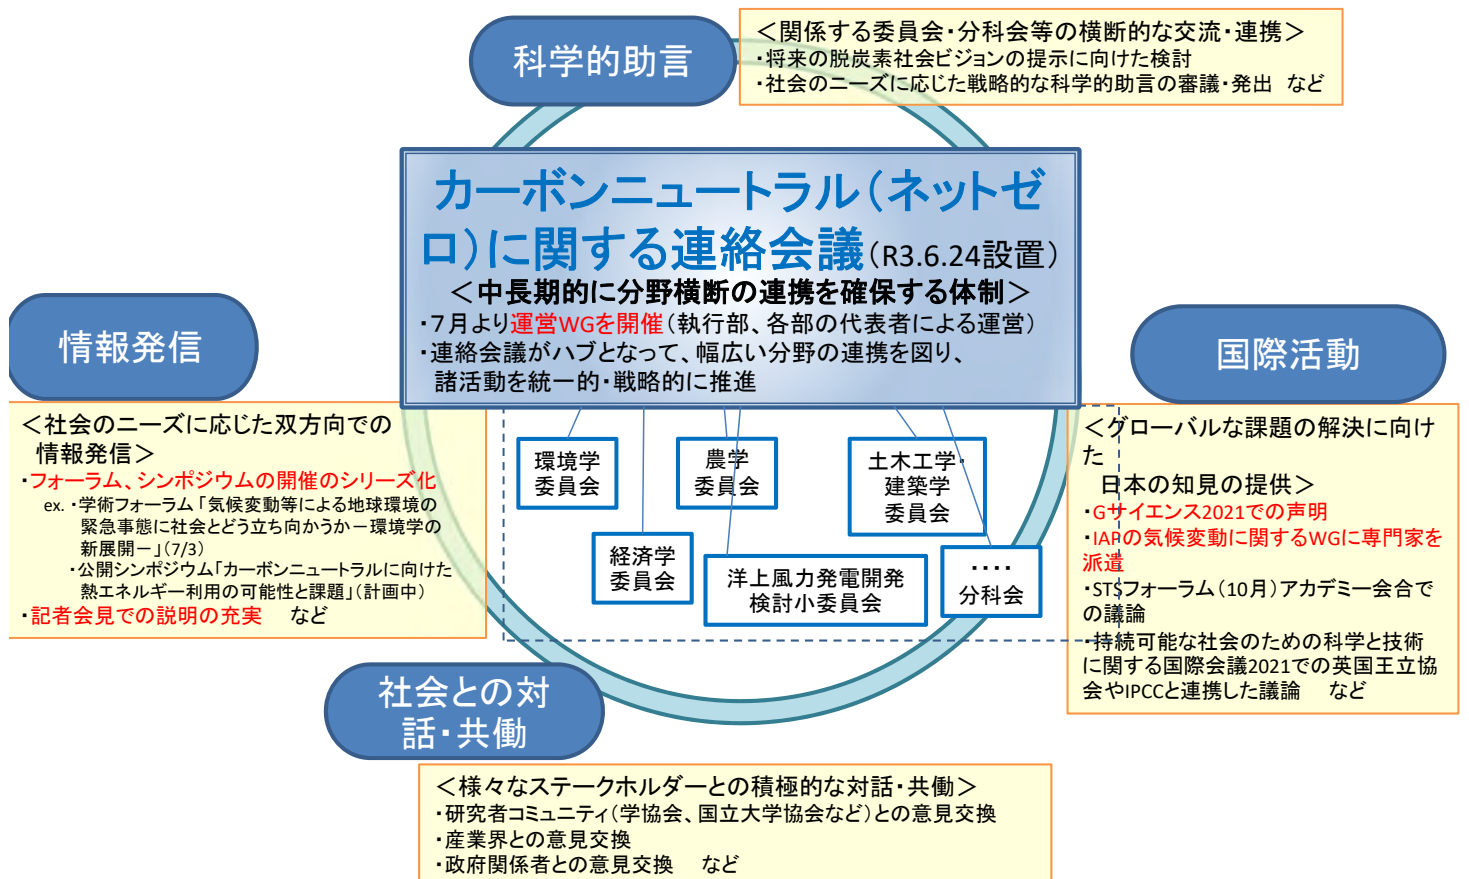 科学的助言
＜関係する委員会・分科会等の横断的な交流・連携＞
・将来の脱炭素社会ビジョンの提示に向けた検討
・社会のニーズに応じた戦略的な科学的助言の審議・発出　など
カーボンニュートラル（ネットゼ
ロ）に関する連絡会議（R3.6.24設置）
＜中長期的に分野横断の連携を確保する体制＞
・７月より運営WGを開催（執行部、各部の代表者による運営）
・連絡会議がハブとなって、幅広い分野の連携を図り、
諸活動を統一的・戦略的に推進
情報発信
＜社会のニーズに応じた双方向での
情報発信＞
・フォーラム、シンポジウムの開催のシリーズ化
ex. ・学術フォーラム「気候変動等による地球環境の
緊急事態に社会とどう立ち向かうか－環境学の
新展開－」（7/3）
・公開シンポジウム「カーボンニュートラルに向けた
熱エネルギー利用の可能性と課題」（計画中）
・記者会見での説明の充実　など
環境学
委員会
農学
委員会
土木工学・
建築学
委員会
経済学
委員会
洋上風力発電開発
検討小委員会
・・・・
分科会
国際活動
＜グローバルな課題の解決に向け
た
日本の知見の提供＞
・Gサイエンス2021での声明
・IAPの気候変動に関するWGに専門家を
派遣
・STSフォーラム（10月）アカデミー会合で
の議論
・持続可能な社会のための科学と技術
に関する国際会議2021での英国王立協
会やIPCCと連携した議論　など
社会との対
話・共働
＜様々なステークホルダーとの積極的な対話・共働＞
・研究者コミュニティ（学協会、国立大学協会など）との意見交換
・産業界との意見交換
・政府関係者との意見交換　など